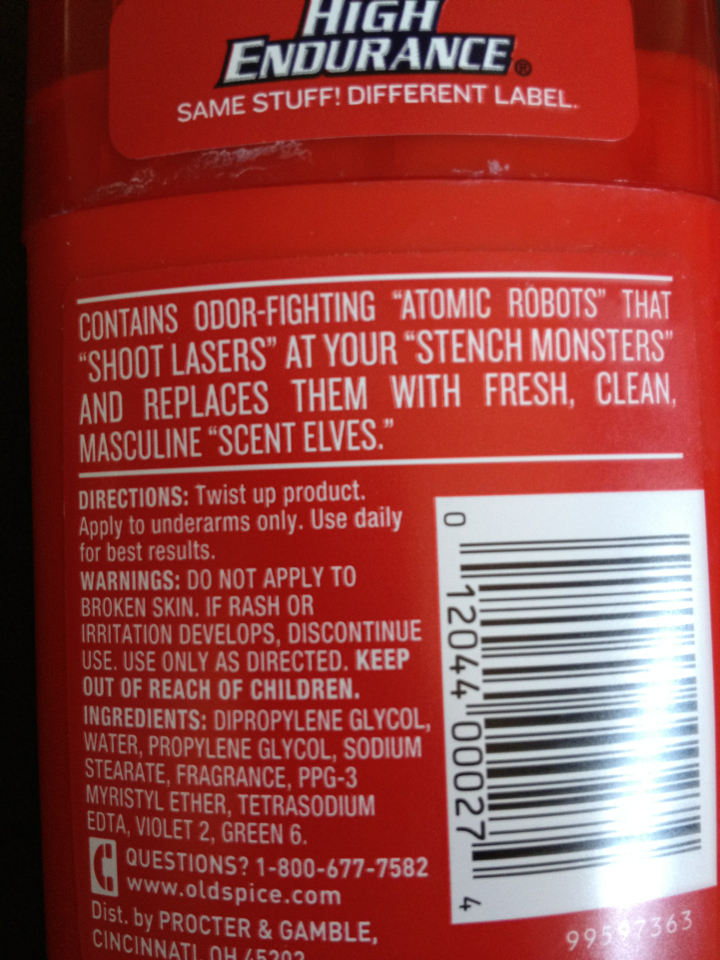 HIGH
ENDURANCE®
SAME STUFF! DIFFERENT LABEL.
CONTAINS ODOR-FIGHTING “ATOMIC ROBOTS” THAT
“SHOOT LASERS” AT YOUR “STENCH MONSTERS”
AND REPLACES THEM WITH FRESH, CLEAN,
MASCULINE “SCENT ELVES.”
DIRECTIONS: Twist up product.
Apply to underarms only. Use daily
for best results.
WARNINGS: DO NOT APPLY TO
BROKEN SKIN. IF RASH OR
IRRITATION DEVELOPS, DISCONTINUE
USE. USE ONLY AS DIRECTED. KEEP
OUT OF REACH OF CHILDREN.
INGREDIENTS: DIPROPYLENE GLYCOL,
WATER, PROPYLENE GLYCOL, SODIUM
STEARATE, FRAGRANCE, PPG-3
MYRISTYL ETHER, TETRASODIUM
EDTA, VIOLET 2, GREEN 6.
QUESTIONS? 1-800-677-7582
www.oldspice.com
Dist. by PROCTER & GAMBLE,
CINCINNATI, OH 45202
0 12044 00027 4